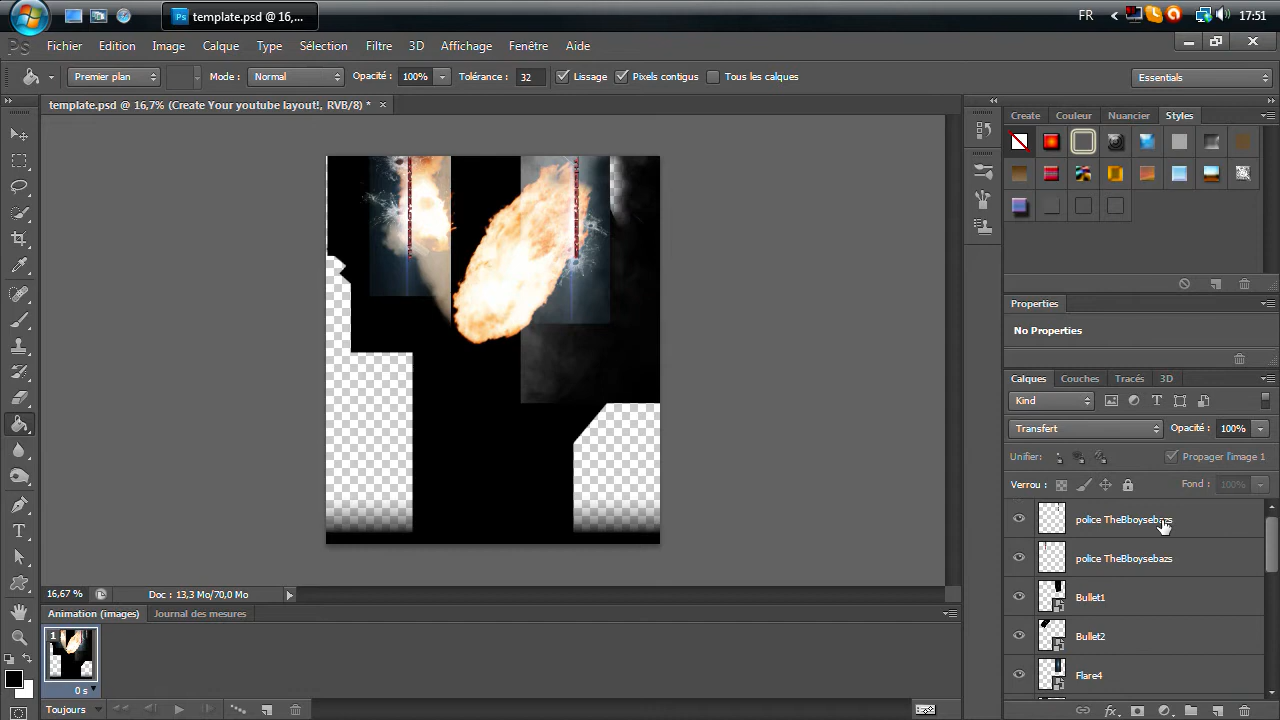 template.psd @ 16,...
FR
17:51
Ps
Fichier Edition Image Calque Type Sélection Filtre 3D Affichage Fenêtre Aide
Premier plan
Mode : Normal
Opacité : 100%
Tolérance : 32
Lissage
Pixels contigus
Tous les calques
Essentials
template.psd @ 16,7% (Create Your youtube layout!, RVB/8) * ×
Create Couleur Nuancier Styles
Properties
No Properties
Calques Couches Tracés 3D
Kind
Transfert
Opacité : 100%
Unifier :
Propager l'image 1
Verrou :
Fond : 100%
police TheBboysebazs
police TheBboysebazs
Bullet1
Bullet2
Flare4
16,67 %
Doc : 13,3 Mo/70,0 Mo
Animation (images) Journal des mesures
1
0 s
Toujours